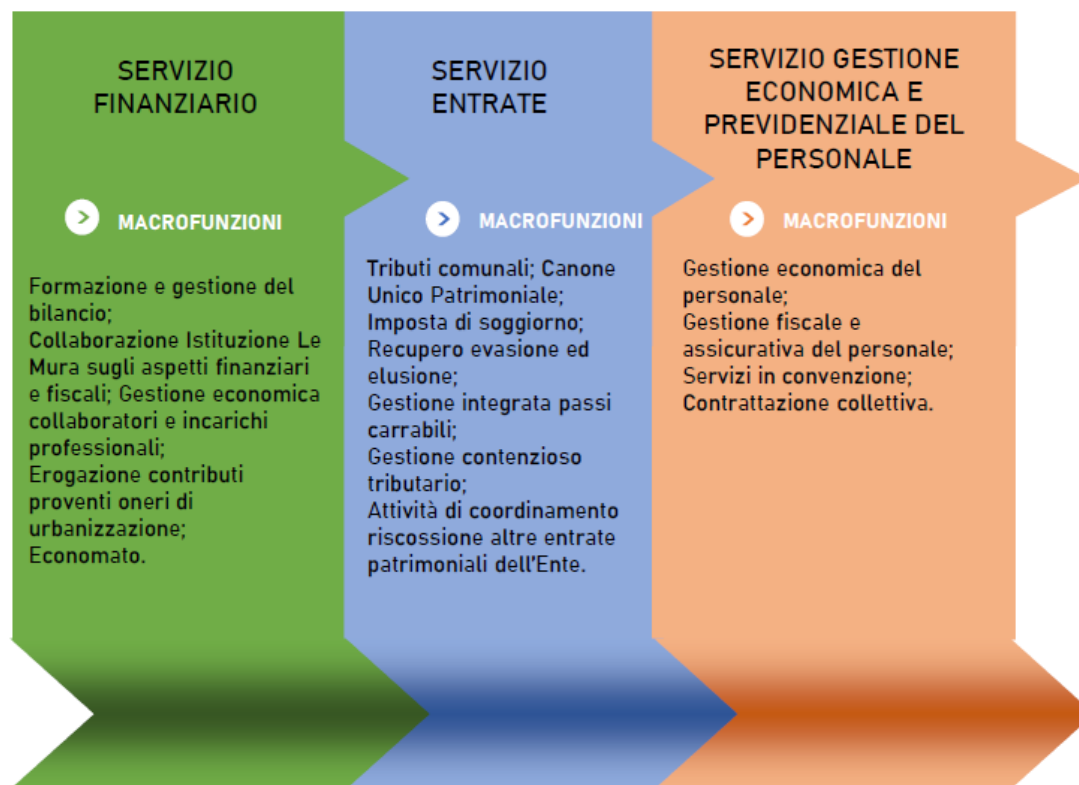 SERVIZIO
FINANZIARIO
MACROFUNZIONI
Formazione e gestione del
bilancio;
Collaborazione Istituzione Le
Mura sugli aspetti finanziari
e fiscali; Gestione economica
collaboratori e incarichi
professionali;
Erogazione contributi
proventi oneri di
urbanizzazione;
Economato.
SERVIZIO
ENTRATE
MACROFUNZIONI
Tributi comunali; Canone
Unico Patrimoniale;
Imposta di soggiorno;
Recupero evasione ed
elusione;
Gestione integrata passi
carrabili;
Gestione contenzioso
tributario;
Attività di coordinamento
riscossione altre entrate
patrimoniali dell'Ente.
SERVIZIO GESTIONE
ECONOMICA E
PREVIDENZIALE DEL
PERSONALE
MACROFUNZIONI
Gestione economica del
personale;
Gestione fiscale e
assicurativa del personale;
Servizi in convenzione;
Contrattazione collettiva.